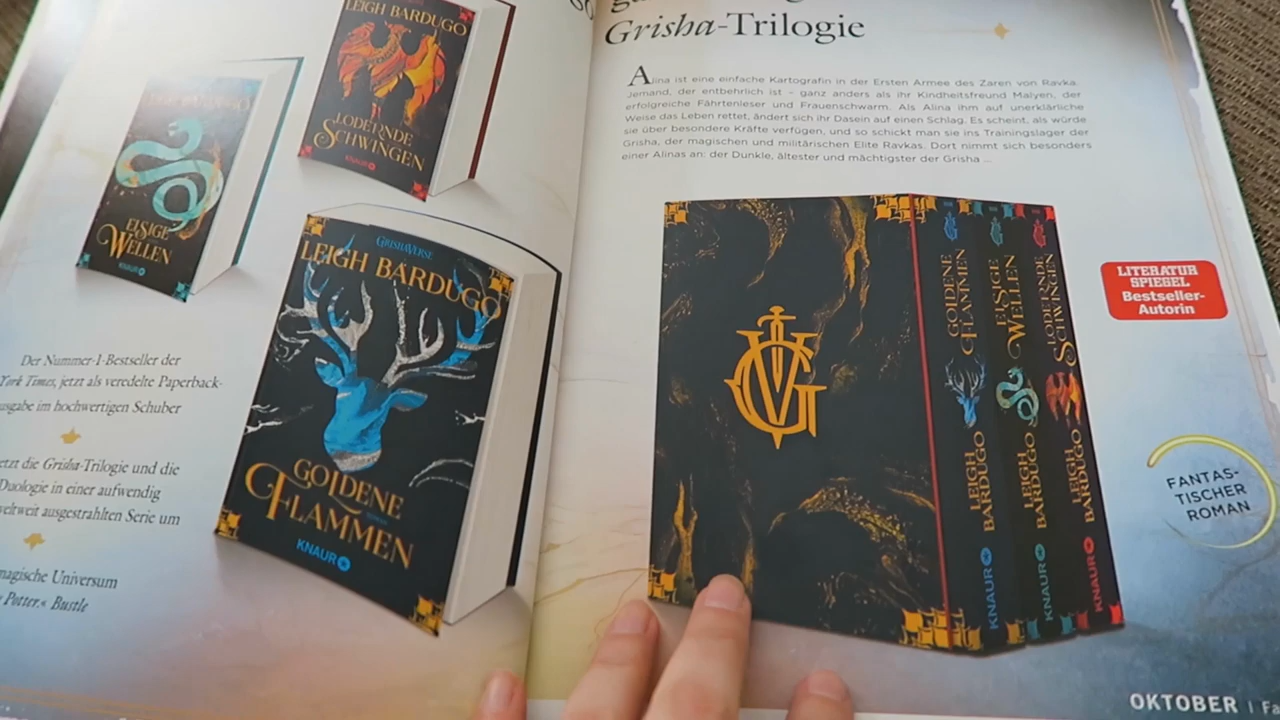 LEIGH BARDUGO
LODERNDE
SCHWINGEN
KNAUR
LEIGH BARDUGO
EISIGE
WELLEN
KNAUR
GRISHAVERSE
LEIGH BARDUGO
GOLDENE
FLAMMEN
ROMAN
KNAUR
Der Nummer-1-Bestseller der
York Times, jetzt als veredelte Paperback-
usgabe im hochwertigen Schuber
etzt die Grisha-Trilogie und die
Duologie in einer aufwendig
weltweit ausgestrahlten Serie um
magische Universum
Potter.« Bustle
Grisha-Trilogie
Alina ist eine einfache Kartografin in der Ersten Armee des Zaren von Ravka.
Jemand, der entbehrlich ist – ganz anders als ihr Kindheitsfreund Malyen, der
erfolgreiche Fährtenleser und Frauenschwarm. Als Alina ihm auf unerklärliche
Weise das Leben rettet, ändert sich ihr Dasein auf einen Schlag. Es scheint, als würde
sie über besondere Kräfte verfügen, und so schickt man sie ins Trainingslager der
Grisha, der magischen und militärischen Elite Ravkas. Dort nimmt sich besonders
einer Alinas an: der Dunkle, ältester und mächtigster der Grisha ...
GOLDENE
FLAMMEN
LEIGH
BARDUGO
KNAUR
EISIGE
WELLEN
LEIGH
BARDUGO
KNAUR
LODERNDE
SCHWINGEN
LEIGH
BARDUGO
KNAUR
LITERATUR
SPIEGEL
Bestseller-
Autorin
FANTAS-
TISCHER
ROMAN
OKTOBER | Fa